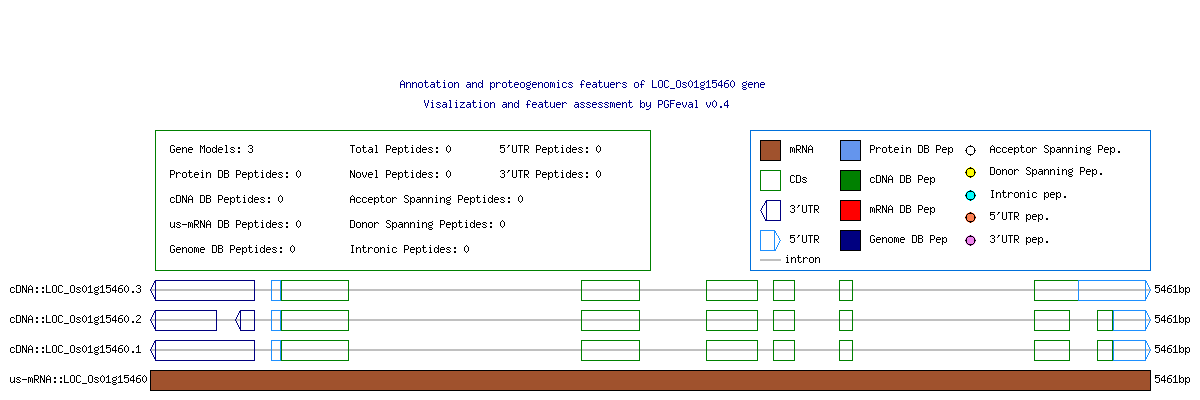 Annotation and proteogenomics featuers of LOC_Os01g15460 gene
Visalization and featuer assessment by PGFeval v0.4
Gene Models: 3 Total Peptides: 0 5'UTR Peptides: 0
Protein DB Peptides: 0 Novel Peptides: 0 3'UTR Peptides: 0
cDNA DB Peptides: 0 Acceptor Spanning Peptides: 0
us-mRNA DB Peptides: 0 Donor Spanning Peptides: 0
Genome DB Peptides: 0 Intronic Peptides: 0
mRNA Protein DB Pep Acceptor Spanning Pep.
CDs cDNA DB Pep Donor Spanning Pep.
3'UTR mRNA DB Pep Intronic pep.
5'UTR Genome DB Pep 5'UTR pep.
intron 3'UTR pep.
cDNA::LOC_Os01g15460.3 5461bp
cDNA::LOC_Os01g15460.2 5461bp
cDNA::LOC_Os01g15460.1 5461bp
us-mRNA::LOC_Os01g15460 5461bp